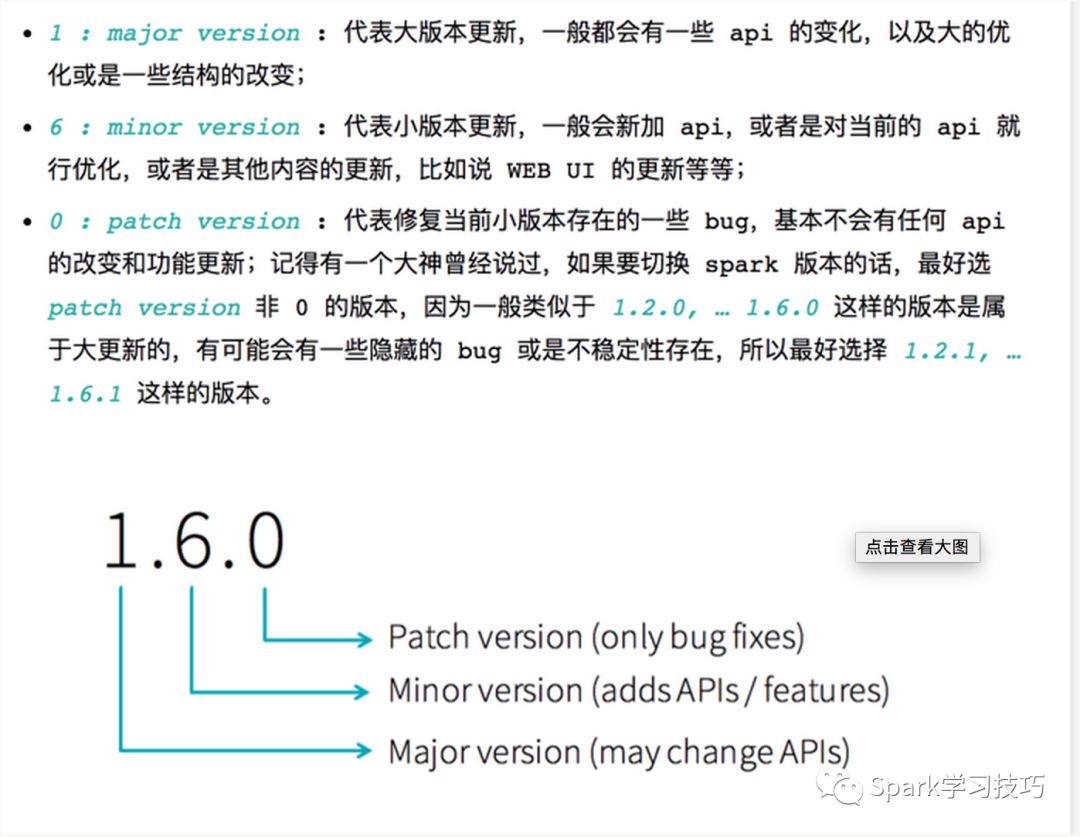 • 1 : major version : 代表大版本更新，一般都会有一些 api 的变化，以及大的优
化或是一些结构的改变；
• 6 : minor version : 代表小版本更新，一般会新加 api，或者是对当前的 api 就
行优化，或者是其他内容的更新，比如说 WEB UI 的更新等等；
• 0 : patch version : 代表修复当前小版本存在的一些 bug，基本不会有任何 api
的改变和功能更新；记得有一个大神曾经说过，如果要切换 spark 版本的话，最好选
patch version 非 0 的版本，因为一般类似于 1.2.0, … 1.6.0 这样的版本是属
于大更新的，有可能会有一些隐藏的 bug 或是不稳定性存在，所以最好选择 1.2.1, …
1.6.1 这样的版本。
1.6.0
点击查看大图
Patch version (only bug fixes)
Minor version (adds APIs / features)
Major version (may change APIs)
Spark学习技巧